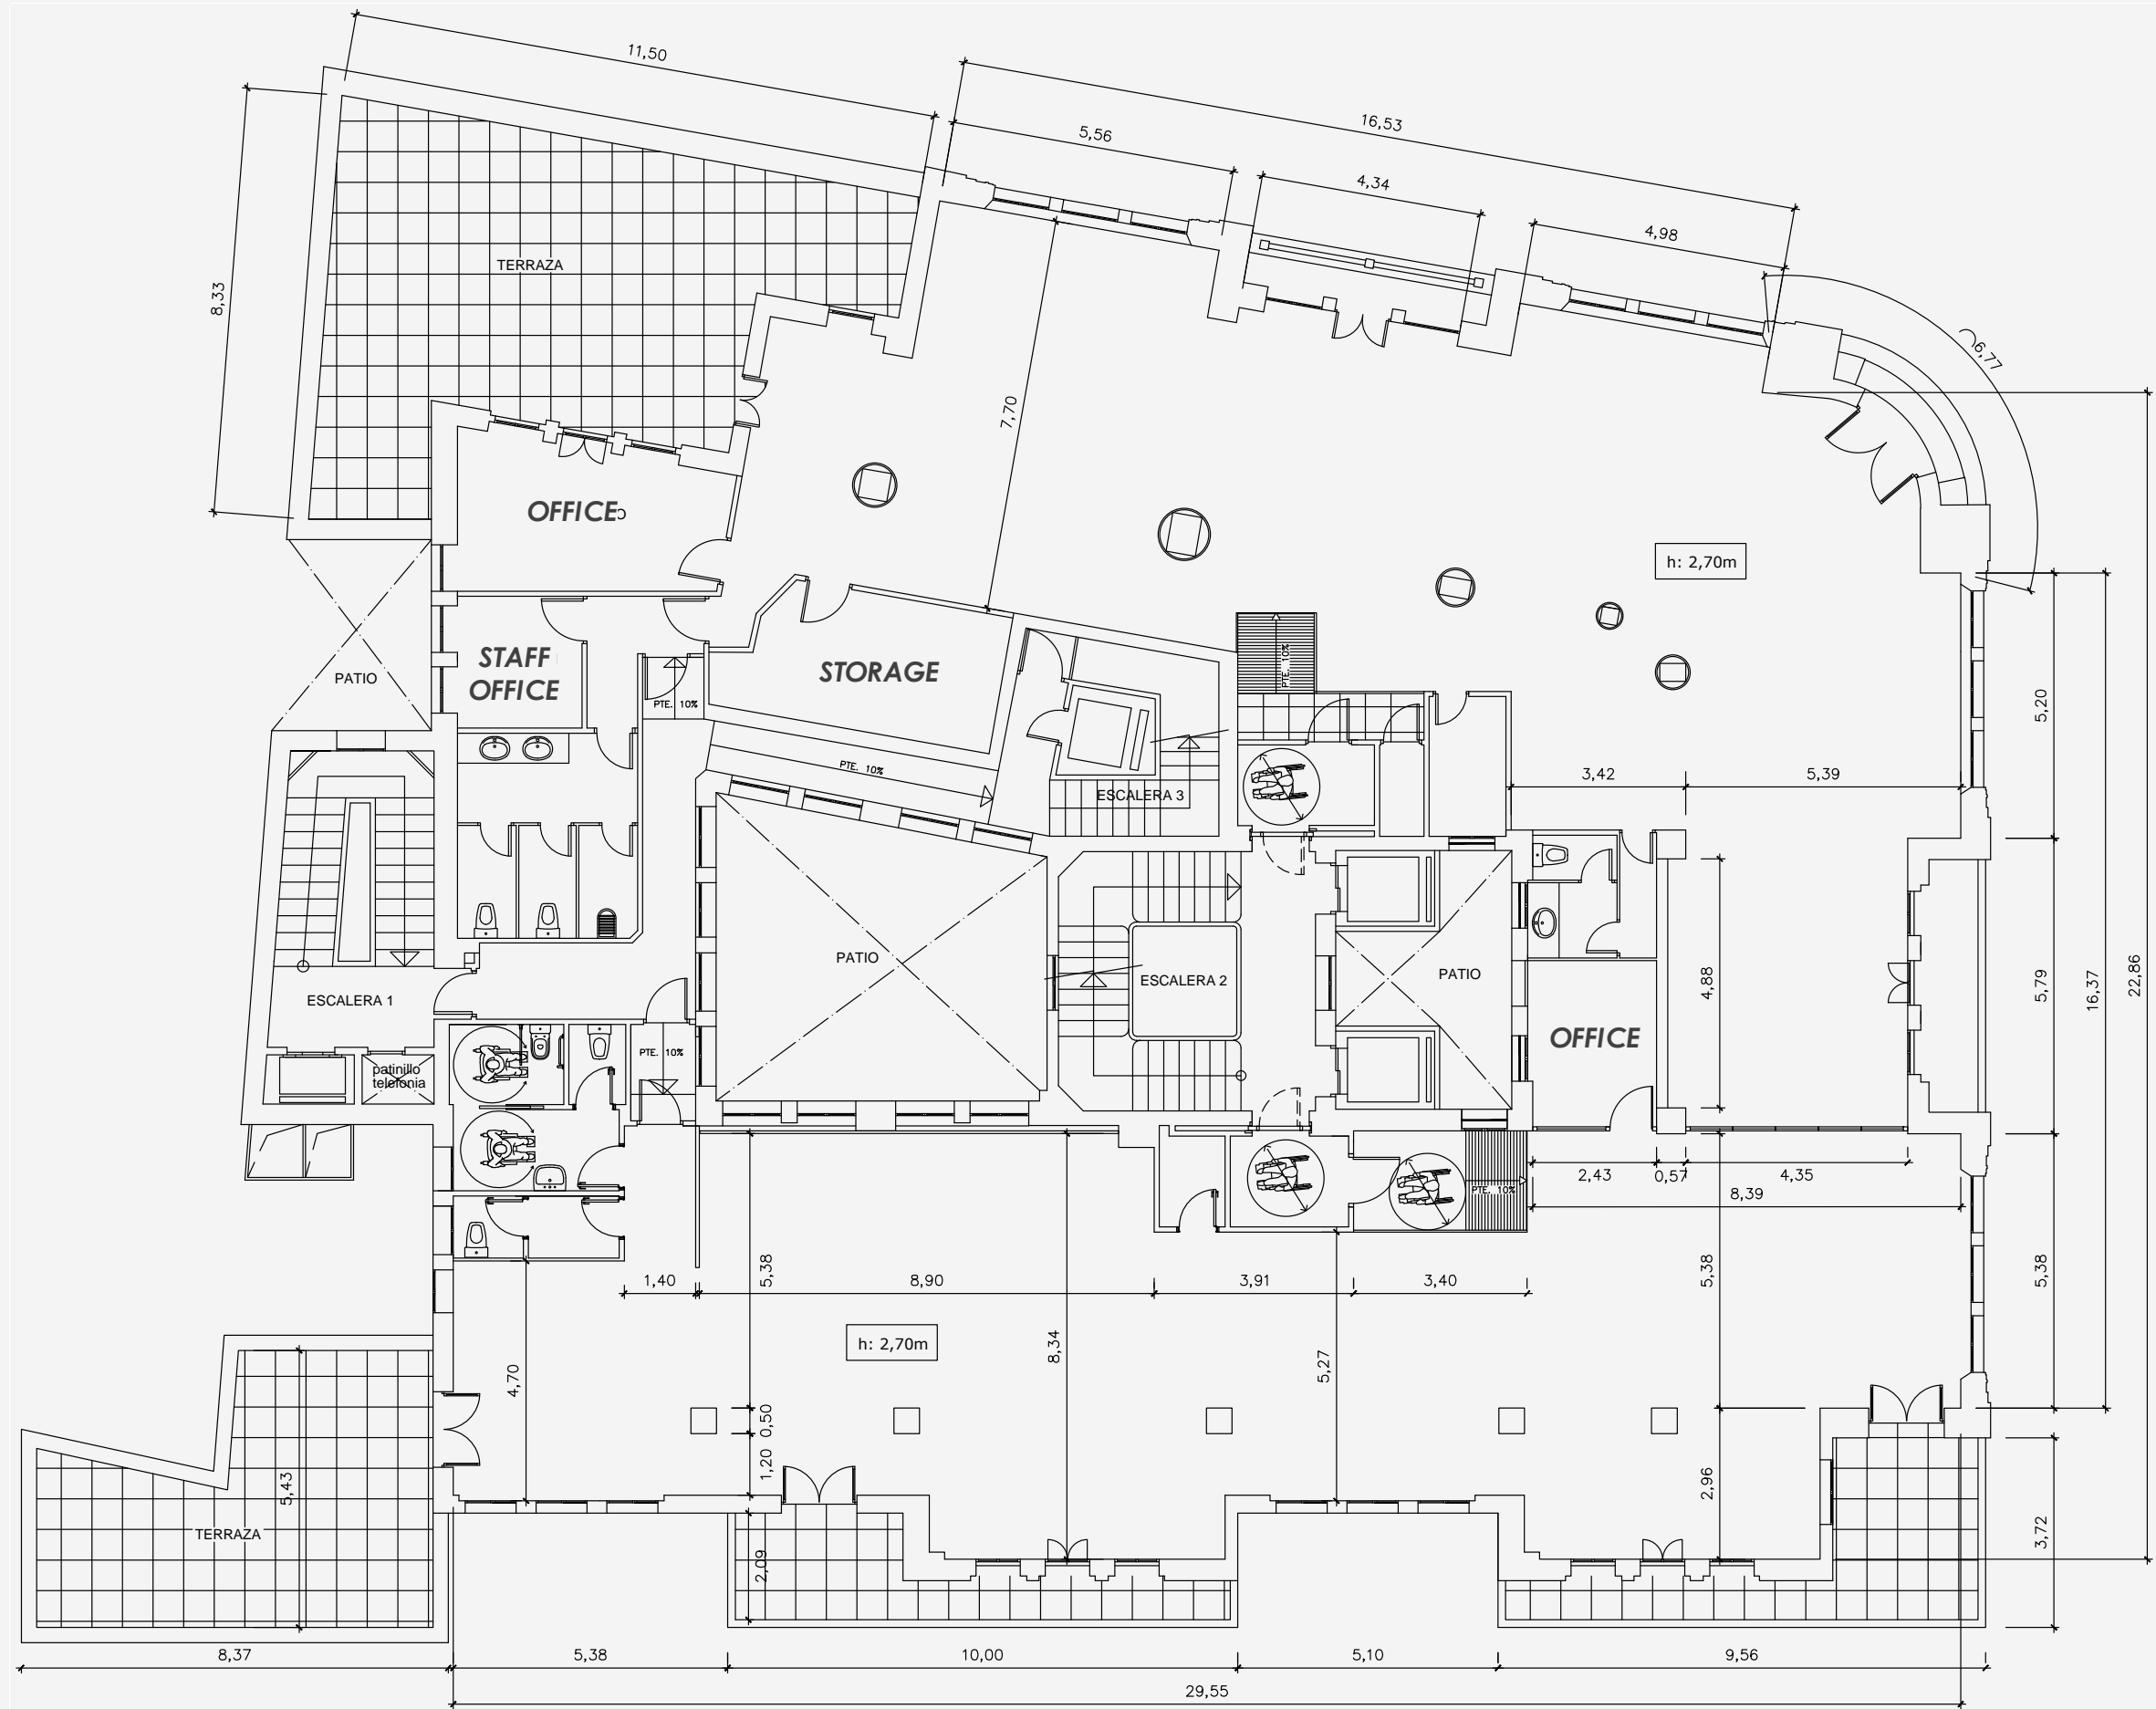 11,50
16,53
5,56
4,34
4,98
8,33
TERRAZA
6,77
7,70
OFFICE
h: 2,70m
STAFF
OFFICE
STORAGE
PATIO
PTE. 10%
PTE. 10%
PTE. 10%
5,20
3,42
5,39
ESCALERA 3
PATIO
ESCALERA 2
PATIO
4,88
5,79
16,37
22,86
ESCALERA 1
OFFICE
PTE. 10%
patinillo
telefonia
2,43
0,57
4,35
PTE. 10%
8,39
5,38
1,40
8,90
3,91
3,40
5,38
5,38
h: 2,70m
8,34
5,27
4,70
0,50
1,20
5,43
2,96
TERRAZA
2,09
3,72
8,37
5,38
10,00
5,10
9,56
29,55